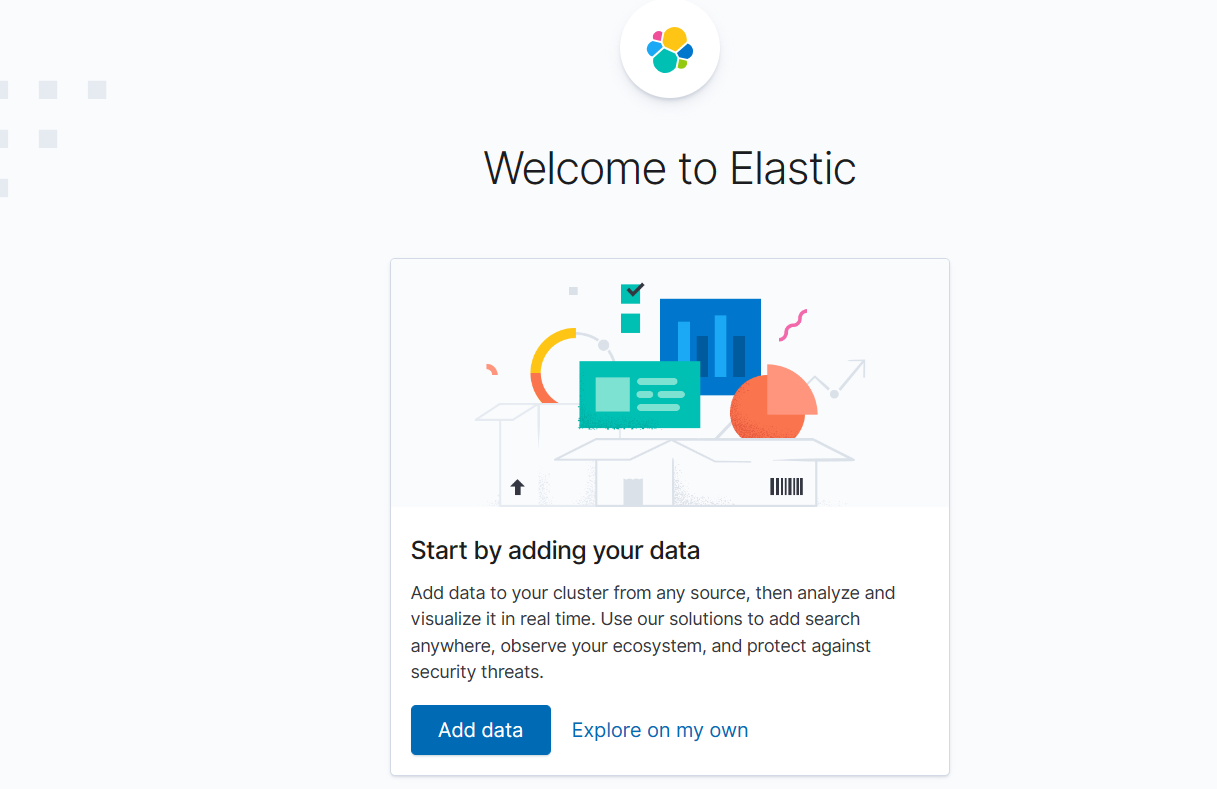 Welcome to Elastic
Start by adding your data
Add data to your cluster from any source, then analyze and
visualize it in real time. Use our solutions to add search
anywhere, observe your ecosystem, and protect against
security threats.
Add data
Explore on my own